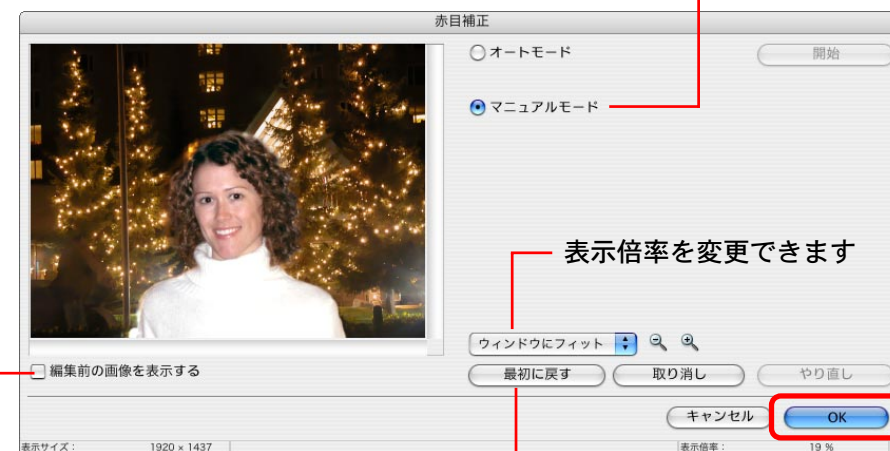 赤目補正
オートモード
開始
マニュアルモード
表示倍率を変更できます
ウィンドウにフィット
編集前の画像を表示する
最初に戻す
取り消し
やり直し
キャンセル
OK
表示サイズ：
1920 × 1437
表示倍率：
19 %